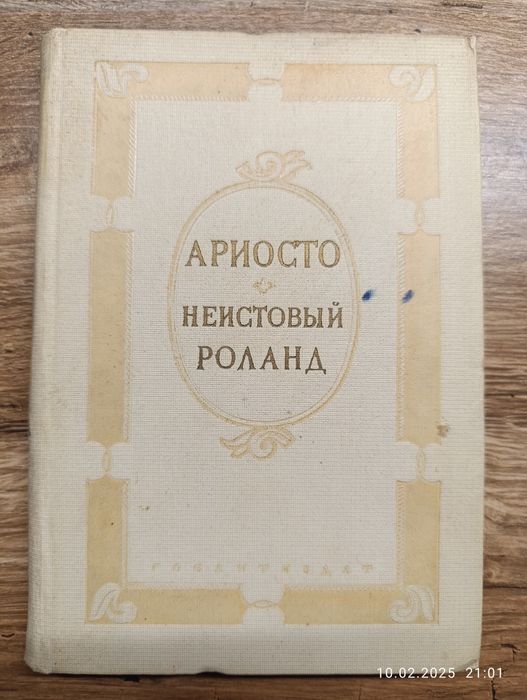 АРИОСТО
НЕИСТОВЫЙ
РОЛАНД
ГОСЛИТИЗДАТ
10.02.2025 21:01